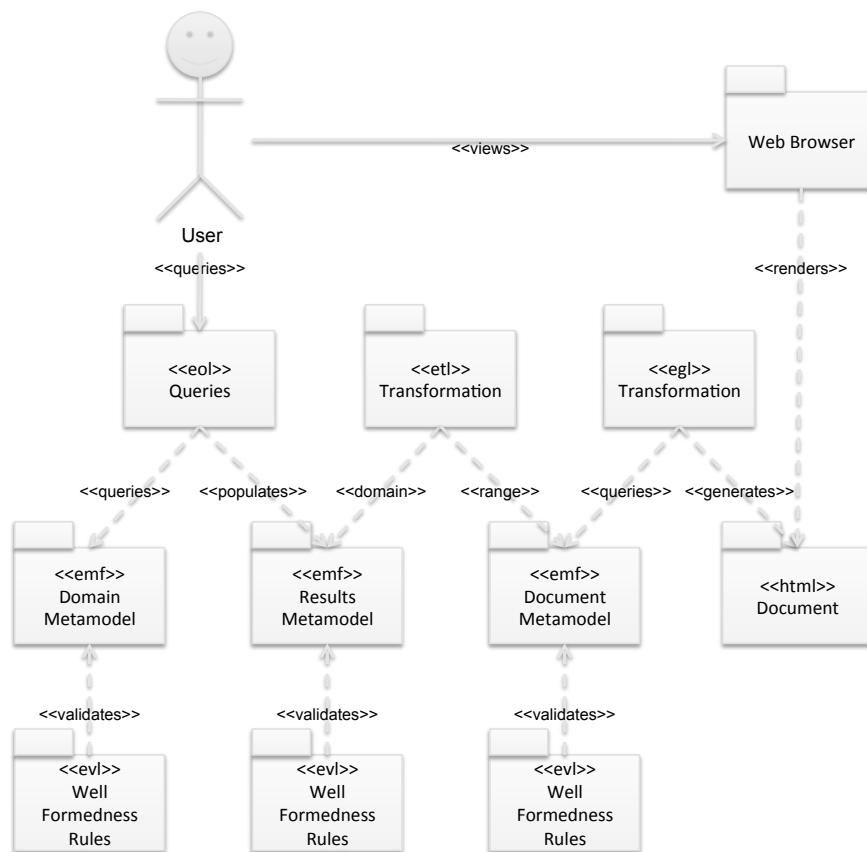 Web Browser
<<views>>
User
<<queries>>
<<renders>>
<<eol>>
Queries
<<etl>>
Transformation
<<egl>>
Transformation
<<queries>>
<<populates>>
<<domain>>
<<range>>
<<queries>>
<<generates>>
<<emf>>
Domain
Metamodel
<<emf>>
Results
Metamodel
<<emf>>
Document
Metamodel
<<html>>
Document
<<validates>>
<<validates>>
<<validates>>
<<evl>>
Well
Formedness
Rules
<<evl>>
Well
Formedness
Rules
<<evl>>
Well
Formedness
Rules